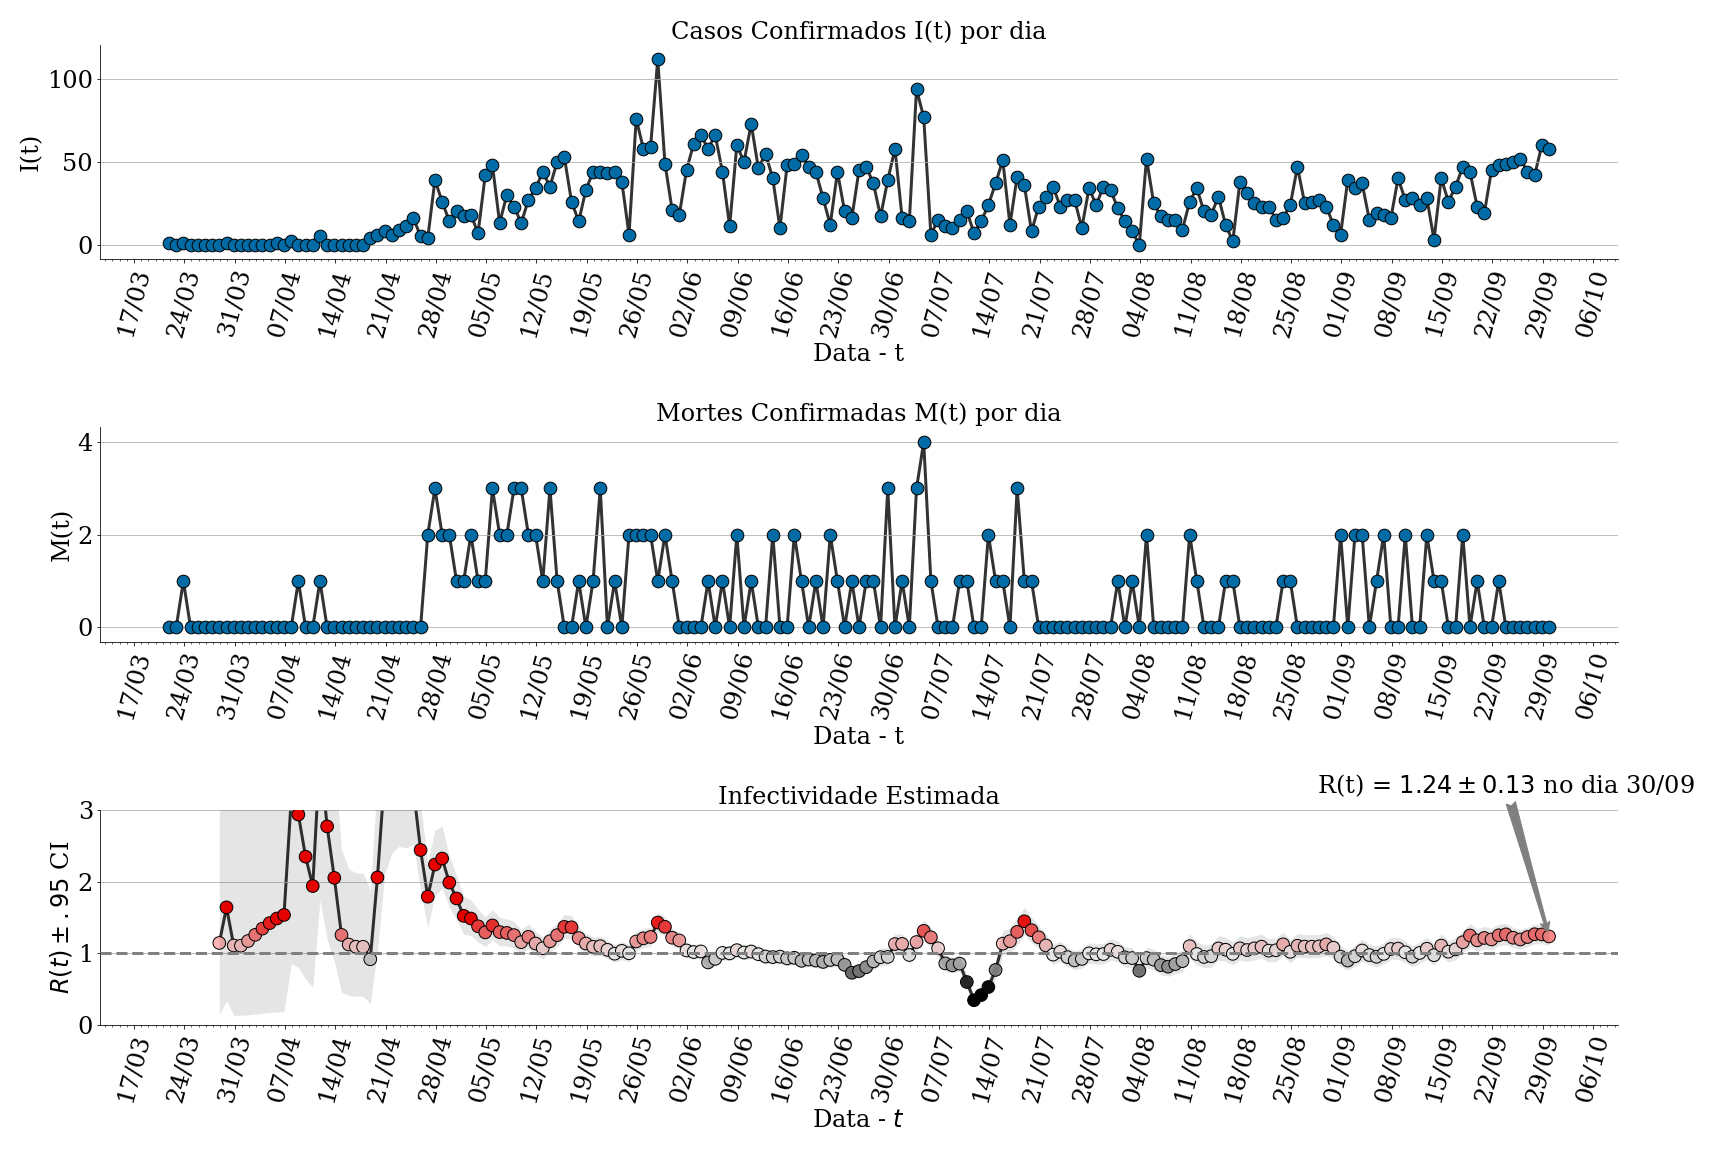 Casos Confirmados I(t) por dia
I(t)
100
50
0
17/03 24/03 31/03 07/04 14/04 21/04 28/04 05/05 12/05 19/05 26/05 02/06 09/06 16/06 23/06 30/06 07/07 14/07 21/07 28/07 04/08 11/08 18/08 25/08 01/09 08/09 15/09 22/09 29/09 06/10
Data - t
Mortes Confirmadas M(t) por dia
M(t)
4
2
0
17/03 24/03 31/03 07/04 14/04 21/04 28/04 05/05 12/05 19/05 26/05 02/06 09/06 16/06 23/06 30/06 07/07 14/07 21/07 28/07 04/08 11/08 18/08 25/08 01/09 08/09 15/09 22/09 29/09 06/10
Data - t
R(t) = 1.24 ± 0.13 no dia 30/09
Infectividade Estimada
R(t) ± .95 CI
3
2
1
0
17/03 24/03 31/03 07/04 14/04 21/04 28/04 05/05 12/05 19/05 26/05 02/06 09/06 16/06 23/06 30/06 07/07 14/07 21/07 28/07 04/08 11/08 18/08 25/08 01/09 08/09 15/09 22/09 29/09 06/10
Data - t